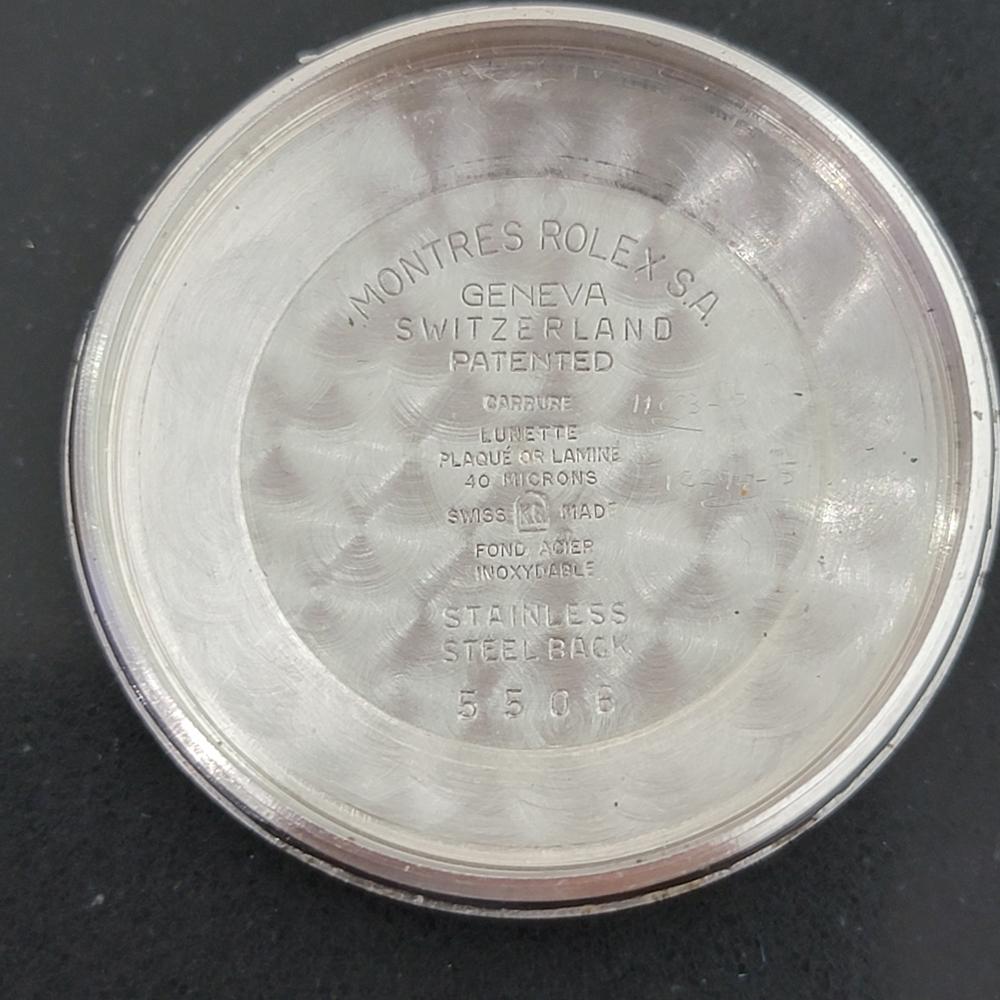 MONTRES ROLEX S.A.
GENEVA
SWITZERLAND
PATENTED
CARBURE
LUNETTE
PLAQUÉ OR LAMINÉ
40 MICRONS
SWISS MADE
FOND ACIER
INOXYDABLE
STAINLESS
STEEL BACK
5506